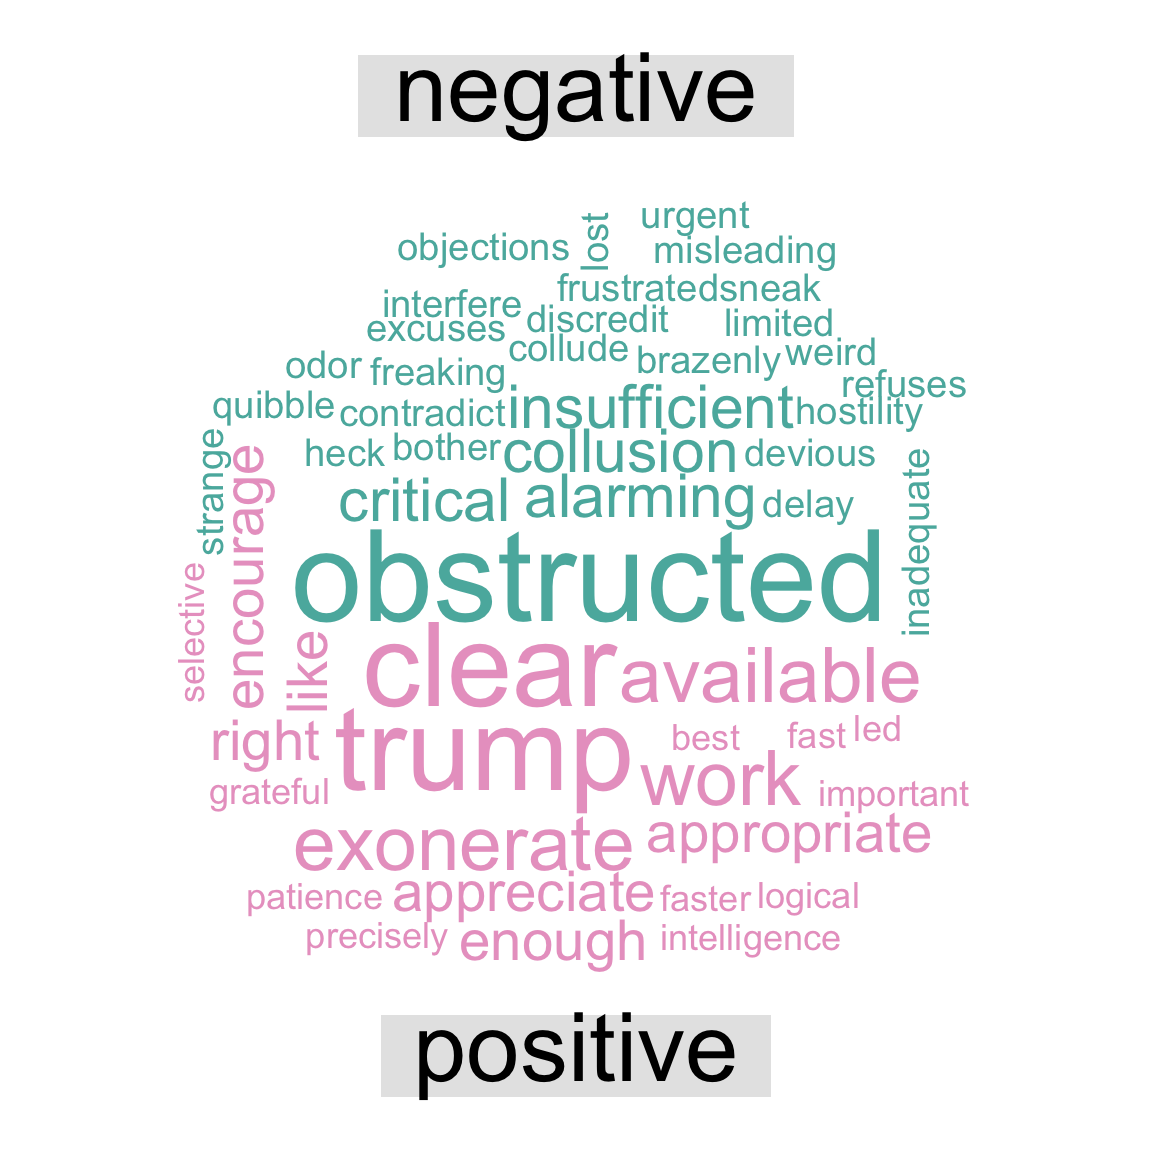 negative
lost
urgent
objections
misleading
frustrated
sneak
interfere
discredit
limited
excuses
collude
brazenly
weird
odor
freaking
refuses
quibble
contradict
insufficient
hostility
strange
heck
bother
collusion
devious
critical
alarming
delay
inadequate
encourage
obstructed
selective
like
clear
available
right
trump
best
fast
led
grateful
work
important
exonerate
appropriate
patience
appreciate
faster
logical
precisely
enough
intelligence
positive